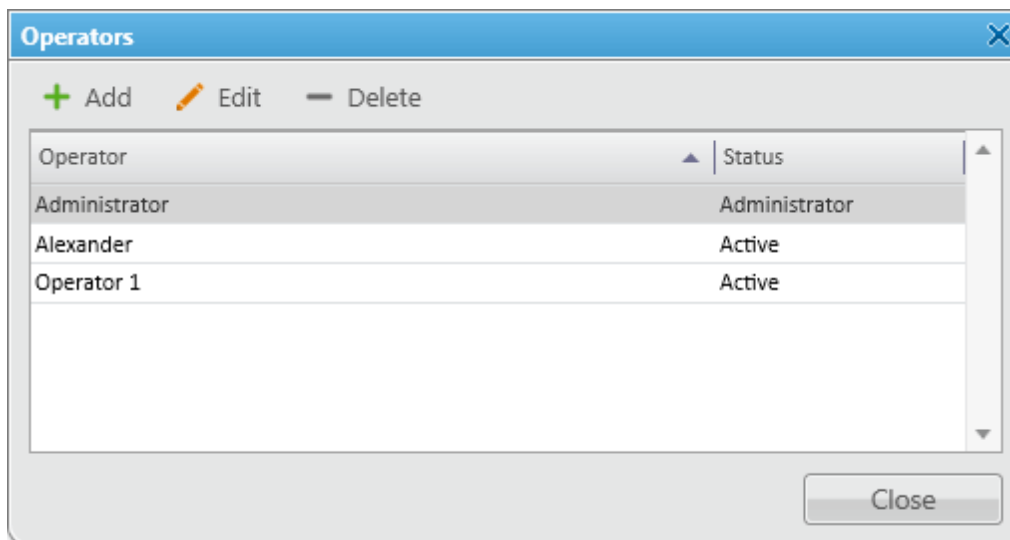 Operators
Add Edit Delete
Operator Status
Administrator Administrator
Alexander Active
Operator 1 Active
Close